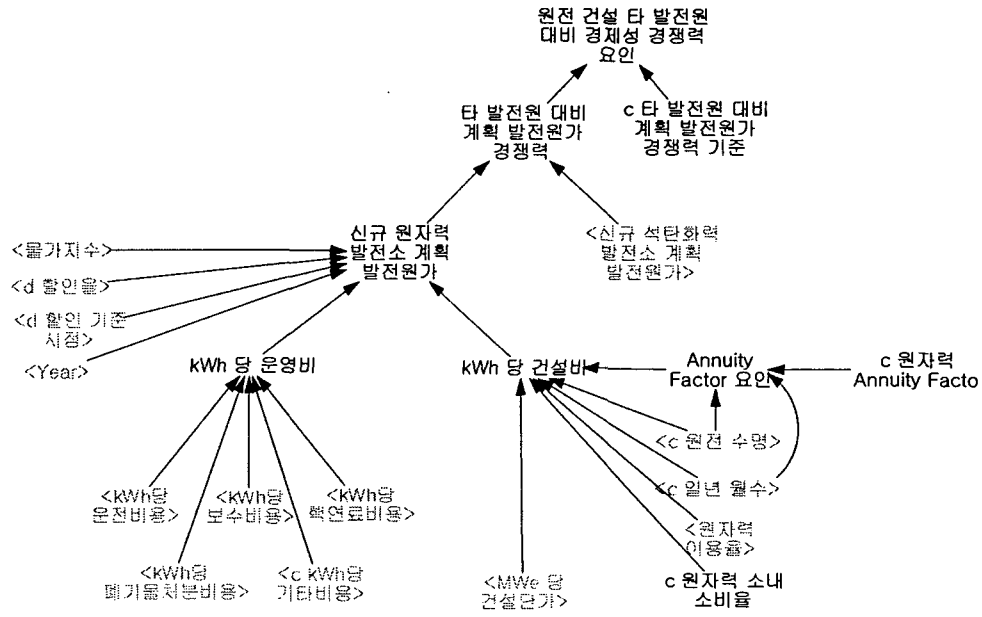 원전 건설 타 발전원
대비 경제성 경쟁력
요인
타 발전원 대비
계획 발전원가
경쟁력
c 타 발전원 대비
계획 발전원가
경쟁력 기준
신규 원자력
발전소 계획
발전원가
<신규 석탄화력
발전소 계획
발전원가>
<물가지수>
<d 할인율>
<d 할인 기준
시점>
<Year>
kWh 당 운영비
kWh 당 건설비
Annuity
Factor 요인
c 원자력
Annuity Facto
<c 원전 수명>
<c 일년 월수>
<원자력
이용율>
c 원자력 소내
소비율
<kWh당
운전비용>
<kWh당
보수비용>
<kWh당
핵연료비용>
<kWh당
폐기물처분비용>
<c kWh당
기타비용>
<MWe 당
건설단가>